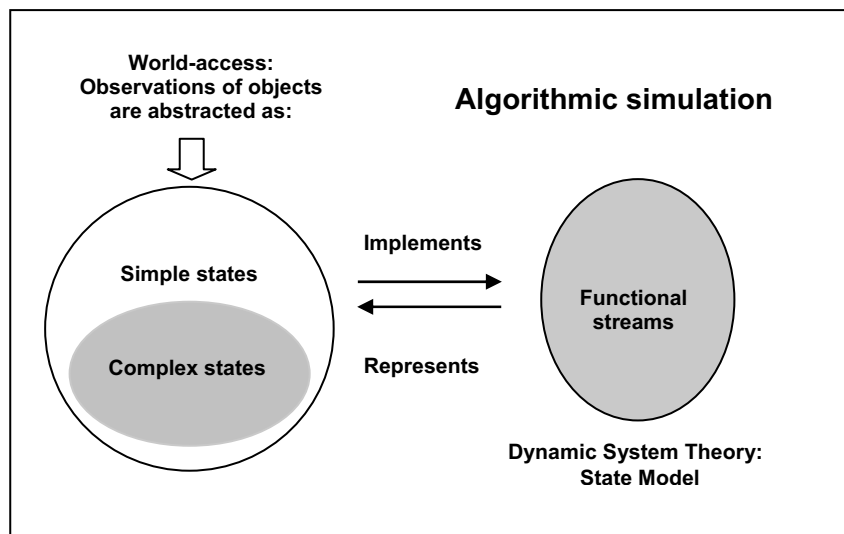 World-access:
Observations of objects
are abstracted as:
Algorithmic simulation
Implements
Simple states
Functional
streams
Complex states
Represents
Dynamic System Theory:
State Model